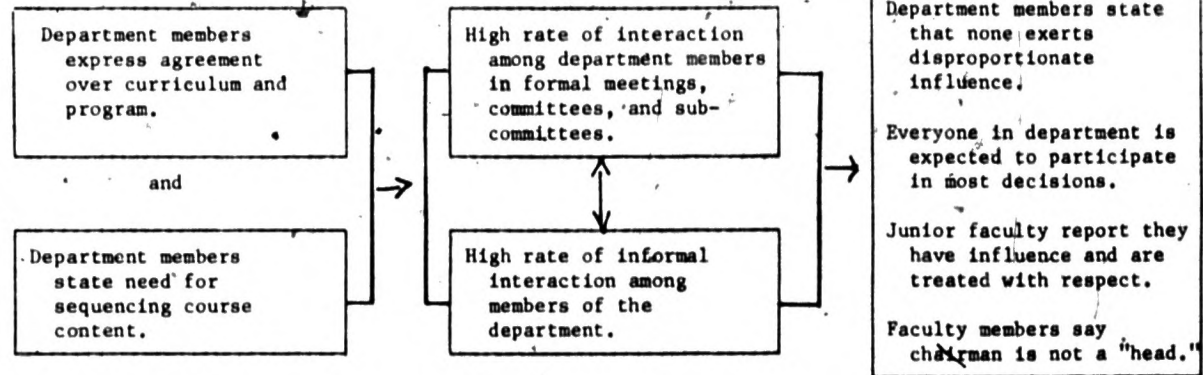 Department members
express agreement
over curriculum and
program.
and
Department members
state need for
sequencing course
content.
High rate of interaction
among department members
in formal meetings,
committees, and sub-
committees.
High rate of informal
interaction among
members of the
department.
Department members state
that none exerts
disproportionate
influence.
Everyone in department is
expected to participate
in most decisions.
Junior faculty report they
have influence and are
treated with respect.
Faculty members say
chairman is not a "head."